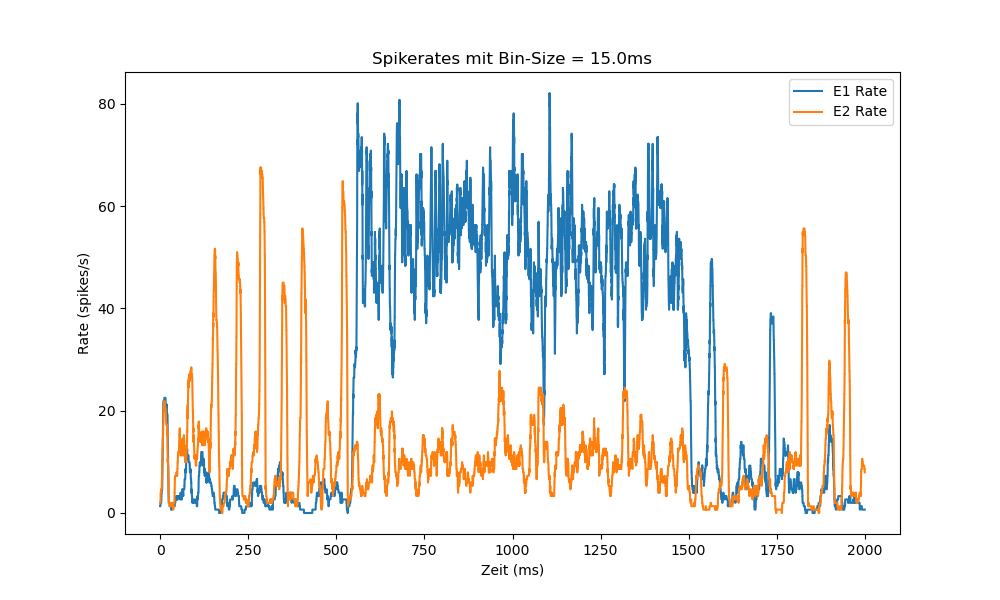 Spikerates mit Bin-Size = 15.0ms
E1 Rate
E2 Rate
80
60
40
20
0
Rate (spikes/s)
0 250 500 750 1000 1250 1500 1750 2000
Zeit (ms)